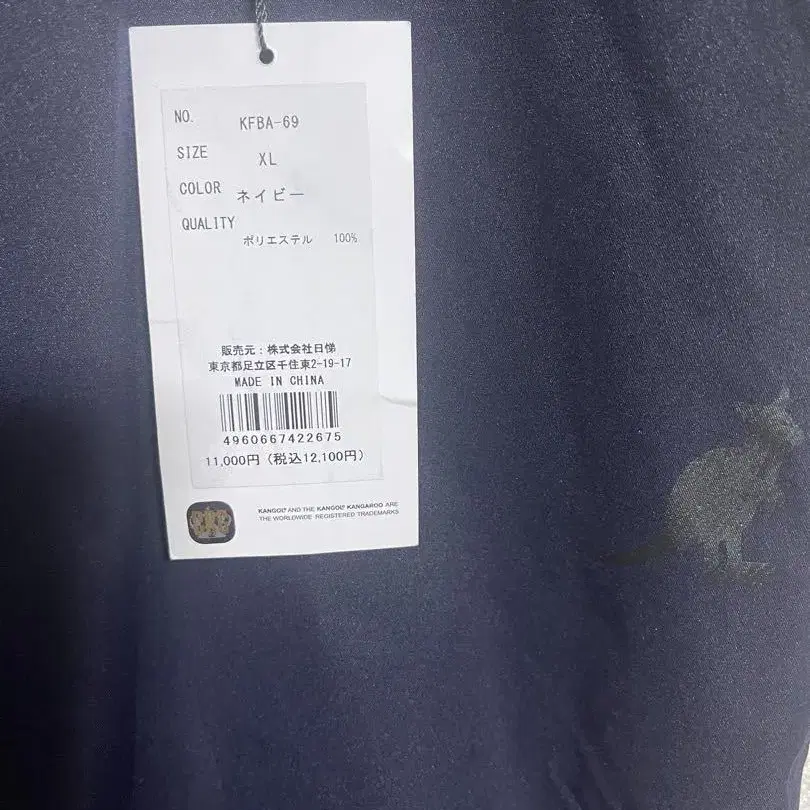 NO. KFBA-69
SIZE XL
COLOR ネイビー
QUALITY
ポリエステル 100%
販売元：株式会社日悌
東京都足立区千住東2-19-17
MADE IN CHINA
4960667422675
11,000円（税込12,100円）
KANGOL® AND THE KANGOL® KANGAROO ARE
THE WORLDWIDE REGISTERED TRADEMARKS